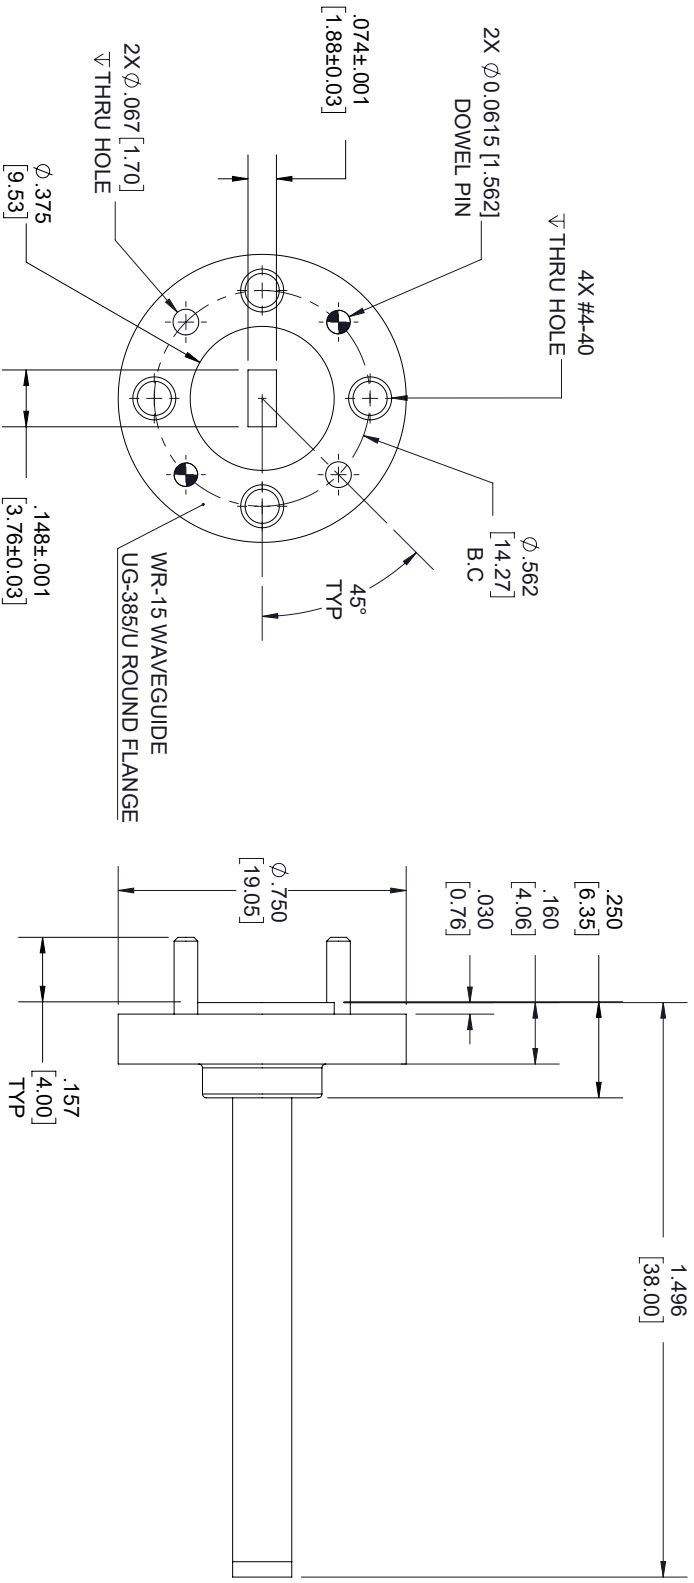 4X #4-40
↧ THRU HOLE
2X ∅0.0615 [1.562]
DOWEL PIN
.074±.001
[1.88±0.03]
2X ∅.067 [1.70]
↧ THRU HOLE
∅.375
[9.53]
∅.562
[14.27]
B.C
45°
TYP
.148±.001
[3.76±0.03]
WR-15 WAVEGUIDE
UG-385/U ROUND FLANGE
1.496
[38.00]
.250
[6.35]
.160
[4.06]
.030
[0.76]
∅.750
[19.05]
.157
[4.00]
TYP